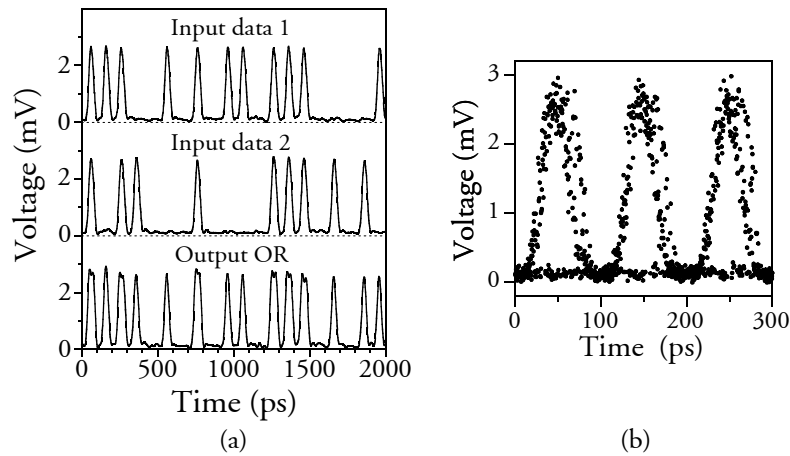 Input data 1
2
0
Input data 2
2
0
Output OR
2
0
Voltage (mV)
0 500 1000 1500 2000
Time (ps)
(a)
3
2
1
0
Voltage (mV)
0 100 200 300
Time (ps)
(b)